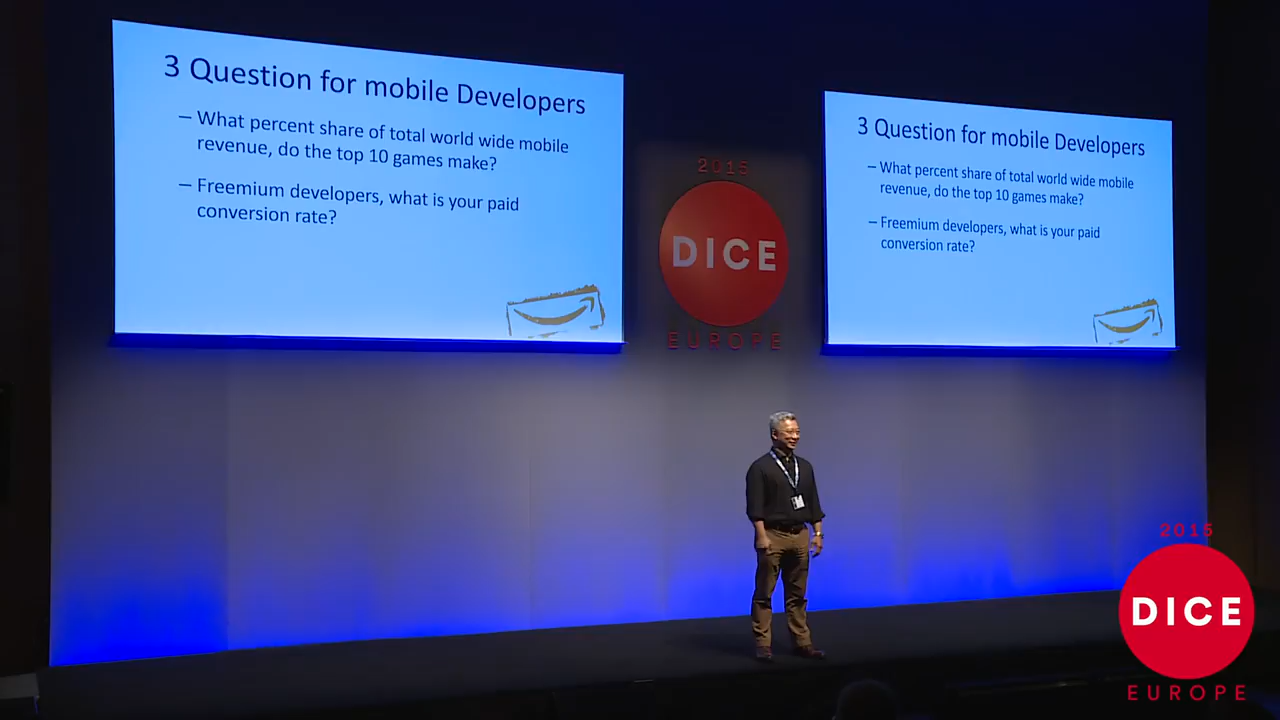 3 Question for mobile Developers
– What percent share of total world wide mobile
revenue, do the top 10 games make?
– Freemium developers, what is your paid
conversion rate?
2015
DICE
EUROPE
3 Question for mobile Developers
– What percent share of total world wide mobile
revenue, do the top 10 games make?
– Freemium developers, what is your paid
conversion rate?
2015
DICE
EUROPE